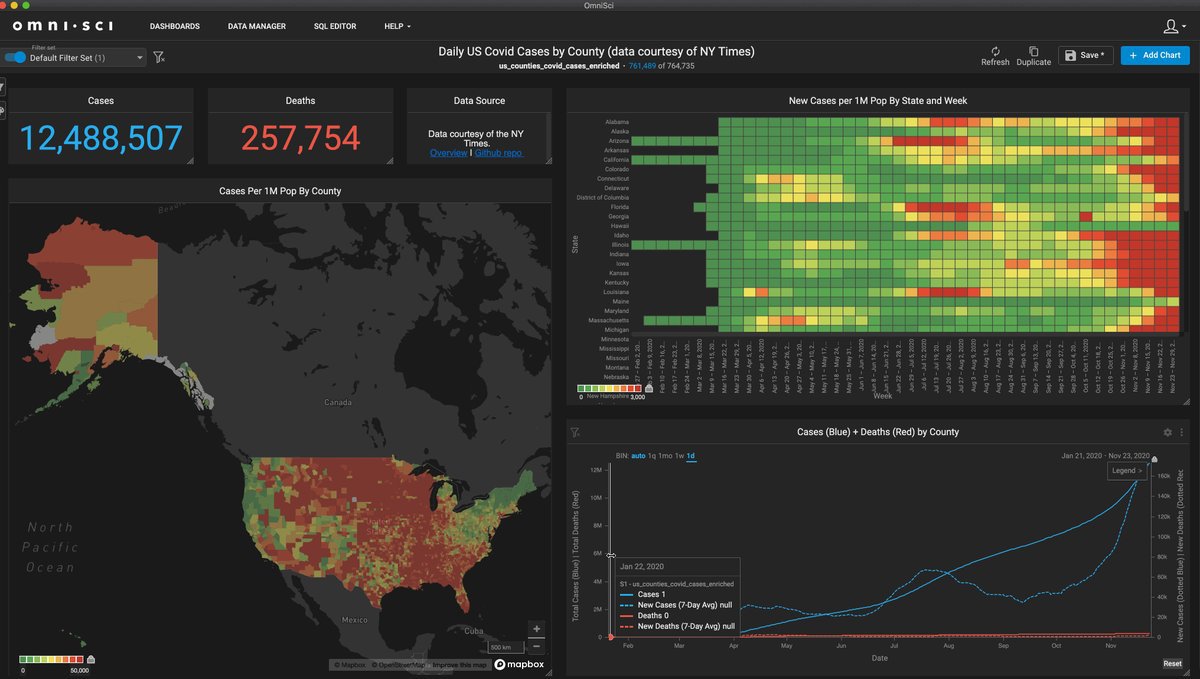 OmniSci
OMNI·SCI
DASHBOARDS
DATA MANAGER
SQL EDITOR
HELP
Filter set
Default Filter Set (1)
Daily US Covid Cases by County (data courtesy of NY Times)
us_counties_covid_cases_enriched · 761,489 of 764,735
Refresh
Duplicate
Save *
+ Add Chart
Cases
12,488,507
Deaths
257,754
Data Source
Data courtesy of the NY
Times.
Overview | Github repo
Cases Per 1M Pop By County
Canada
North
Pacific
Ocean
Mexico
Cuba
500 km
0
50,000
© Mapbox © OpenStreetMap Improve this map
mapbox
New Cases per 1M Pop By State and Week
State
Alabama
Alaska
Arizona
Arkansas
California
Colorado
Connecticut
Delaware
District of Columbia
Florida
Georgia
Hawaii
Idaho
Illinois
Indiana
Iowa
Kansas
Kentucky
Louisiana
Maine
Maryland
Massachusetts
Michigan
Minnesota
Mississippi
Missouri
Montana
Nebraska
New Hampshire
0
3,000
Week
Cases (Blue) + Deaths (Red) by County
BIN: auto 1q 1mo 1w 1d
Jan 21, 2020 - Nov 23, 2020
Legend >
Total Cases (Blue) | Total Deaths (Red)
12M
10M
8M
6M
4M
2M
0
160k
140k
120k
100k
80k
60k
40k
20k
0
Jan 22, 2020
S1 - us_counties_covid_cases_enriched
Cases 1
New Cases (7-Day Avg) null
Deaths 0
New Deaths (7-Day Avg) null
Feb
Mar
Apr
May
Jun
Jul
Aug
Sep
Oct
Nov
Date
Reset